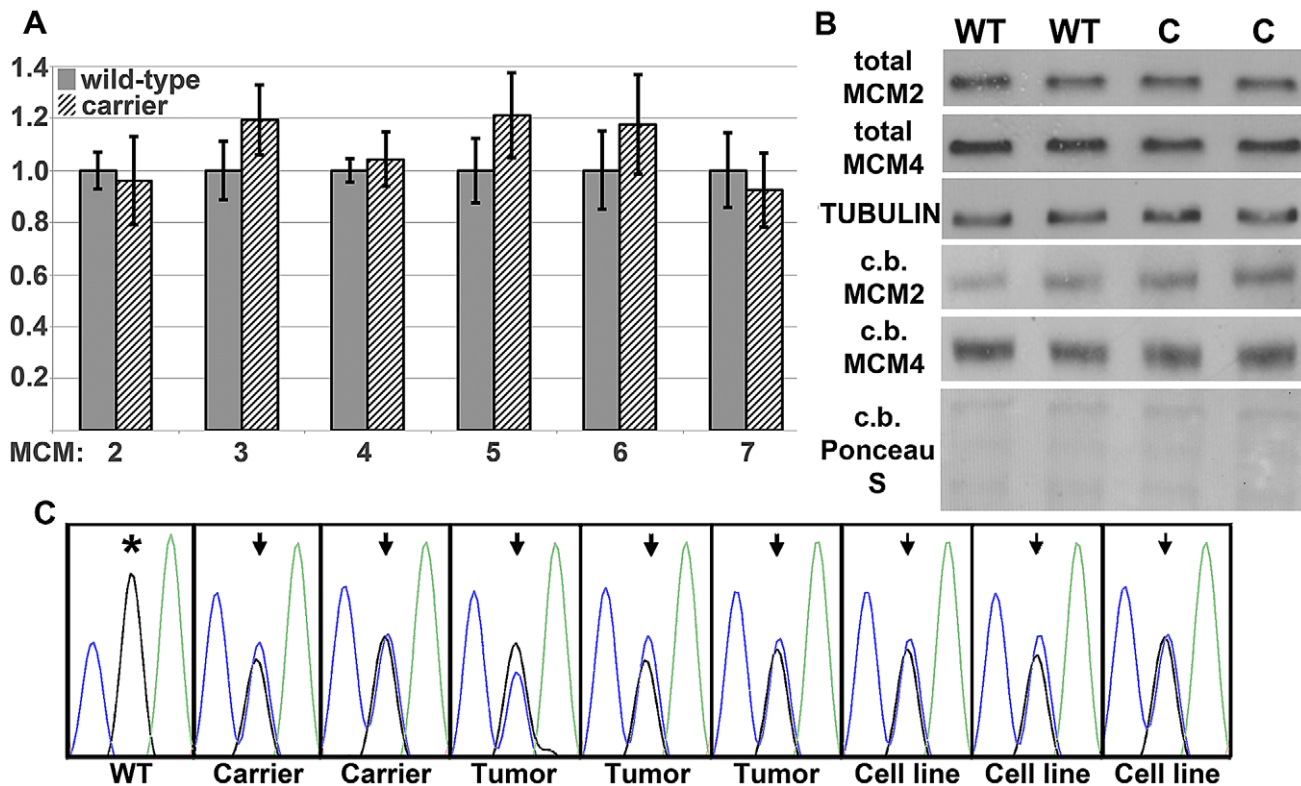 A
1.4
1.2
1.0
0.8
0.6
0.4
0.2
wild-type
carrier
MCM: 2 3 4 5 6 7
B
WT WT C C
total
MCM2
total
MCM4
TUBULIN
c.b.
MCM2
c.b.
MCM4
c.b.
Ponceau
S
C
*
WT Carrier Carrier Tumor Tumor Tumor Cell line Cell line Cell line